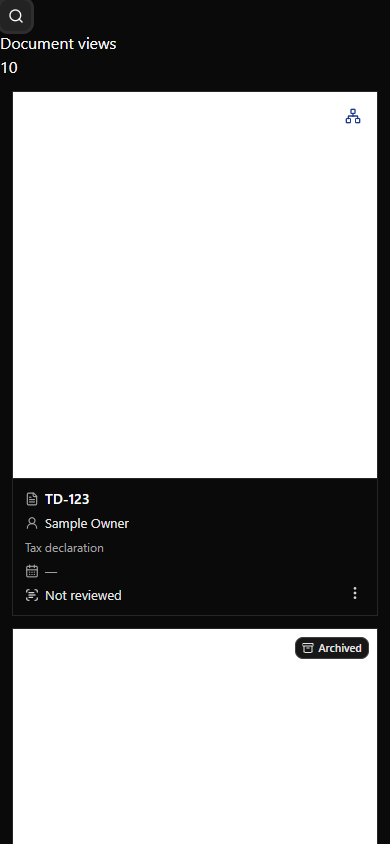 Document views
10
TD-123
Sample Owner
Tax declaration
—
Not reviewed
Archived